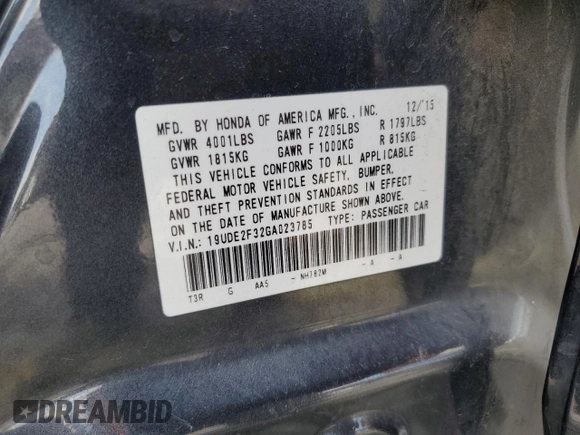 MFD. BY HONDA OF AMERICA MFG., INC. 12/'15
GVWR 4001LBS GAWR F 2205LBS R 1797LBS
GVWR 1815KG GAWR F 1000KG R 815KG
THIS VEHICLE CONFORMS TO ALL APPLICABLE
FEDERAL MOTOR VEHICLE SAFETY, BUMPER,
AND THEFT PREVENTION STANDARDS IN EFFECT
ON THE DATE OF MANUFACTURE SHOWN ABOVE.
V.I.N.: 19UDE2F32GA023785 TYPE: PASSENGER CAR
T3R G AA5 - NH782M - A - A
DREAMBID